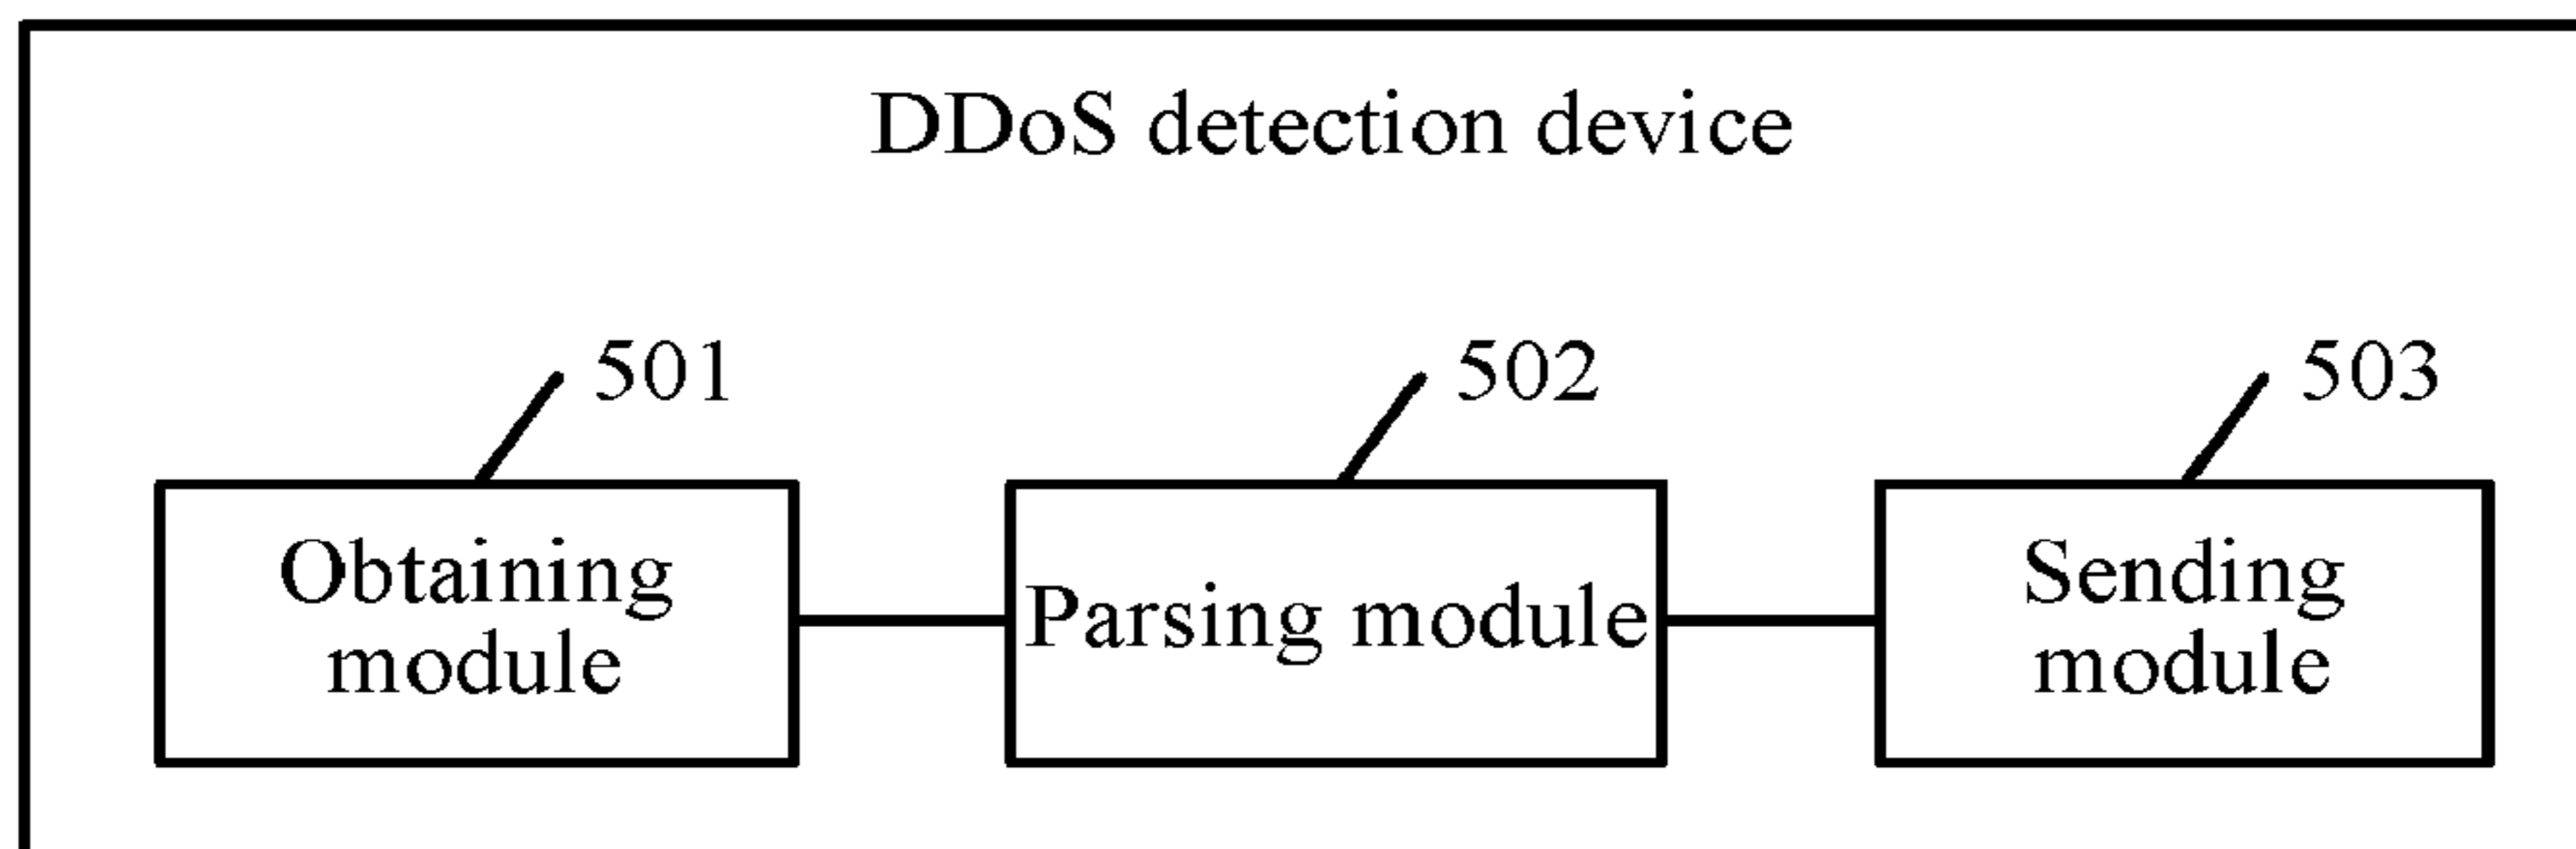 DDoS detection device
501
502
503
Obtaining
module
Parsing module
Sending
module